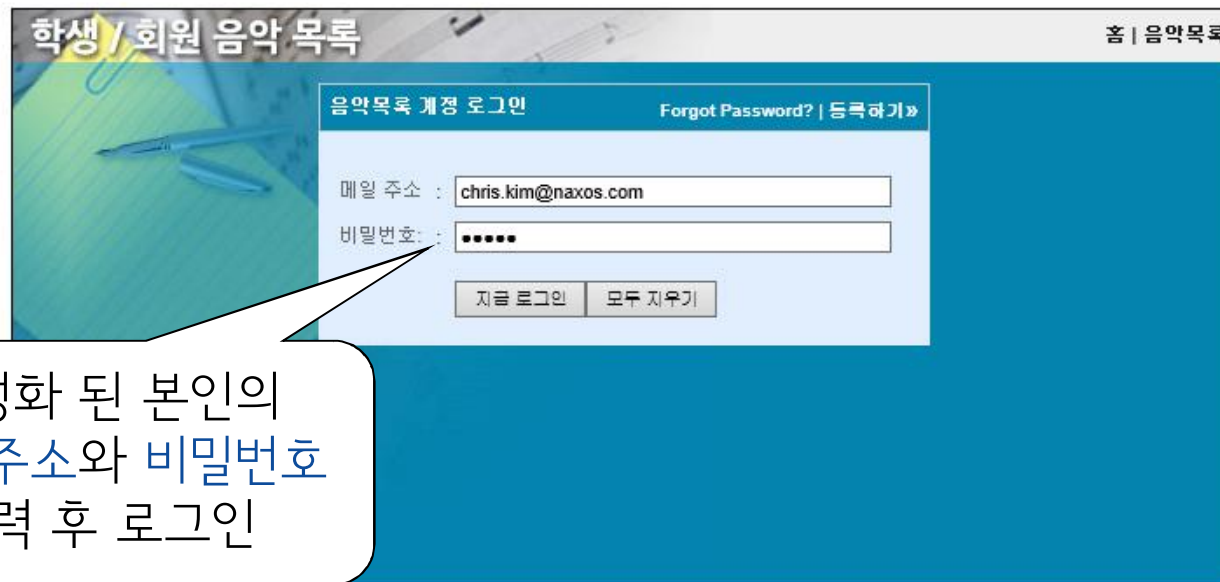 학생 / 회원 음악 목록
홈 | 음악목록
음악목록 계정 로그인 Forgot Password? | 등록하기»
메일 주소 : chris.kim@naxos.com
비밀번호: : •••••
지금 로그인 모두 지우기
화 된 본인의
주소와 비밀번호
력 후 로그인